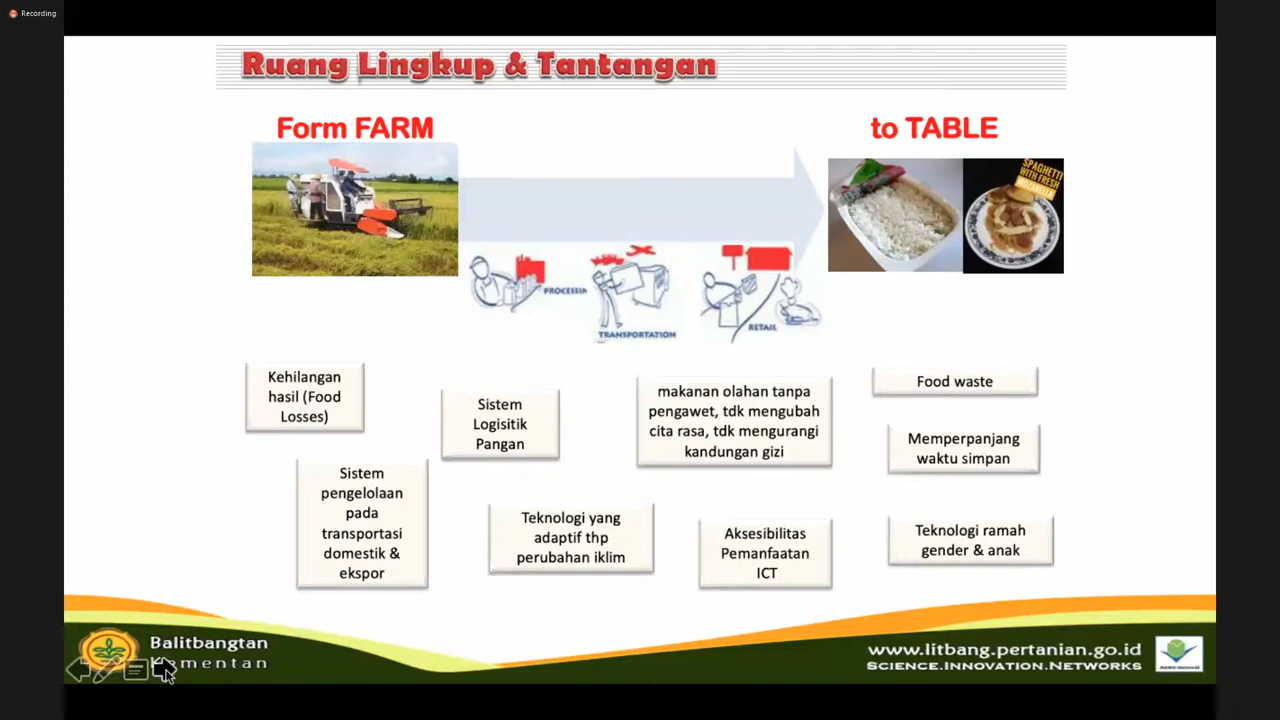 Recording
Ruang Lingkup & Tantangan
Form FARM
to TABLE
SPAGHETTI
WITH FRESH
MOZARELLA
PROCESSIN
TRANSPORTATION
RETAIL
Kehilangan
hasil (Food
Losses)
Sistem
Logisitik
Pangan
makanan olahan tanpa
pengawet, tdk mengubah
cita rasa, tdk mengurangi
kandungan gizi
Food waste
Memperpanjang
waktu simpan
Sistem
pengelolaan
pada
transportasi
domestik &
ekspor
Teknologi yang
adaptif thp
perubahan iklim
Aksesibilitas
Pemanfaatan
ICT
Teknologi ramah
gender & anak
Balitbangtan
Kementan
www.litbang.pertanian.go.id
SCIENCE.INNOVATION.NETWORKS